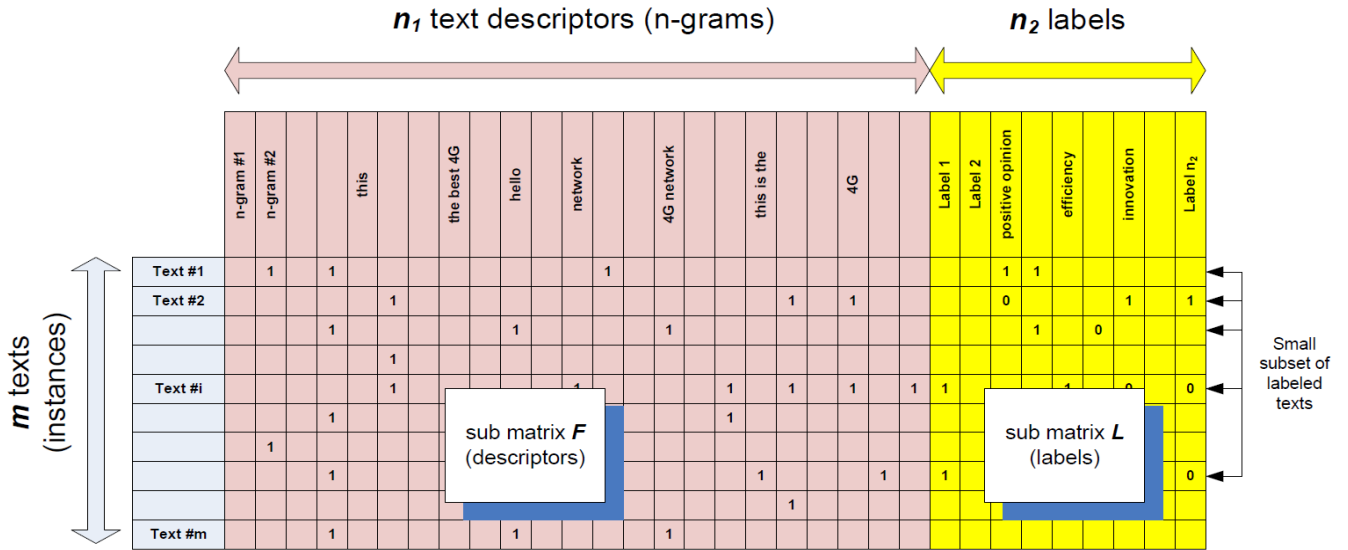 n₁ text descriptors (n-grams) n₂ labels
n-gram #1 n-gram #2 this the best 4G hello network 4G network this is the 4G Label 1 Label 2 positive opinion efficiency innovation Label n₂
m texts
(instances)
Text #1 1 1 1 1 1
Text #2 1 1 1 0 1 1
1 1 1 1 0
1
Text #i 1 1 1 1 1 1 1 1 0 0
1 1
1
1 1 1 1 0
1
Text #m 1 1 1
sub matrix F
(descriptors)
sub matrix L
(labels)
Small
subset of
labeled
texts